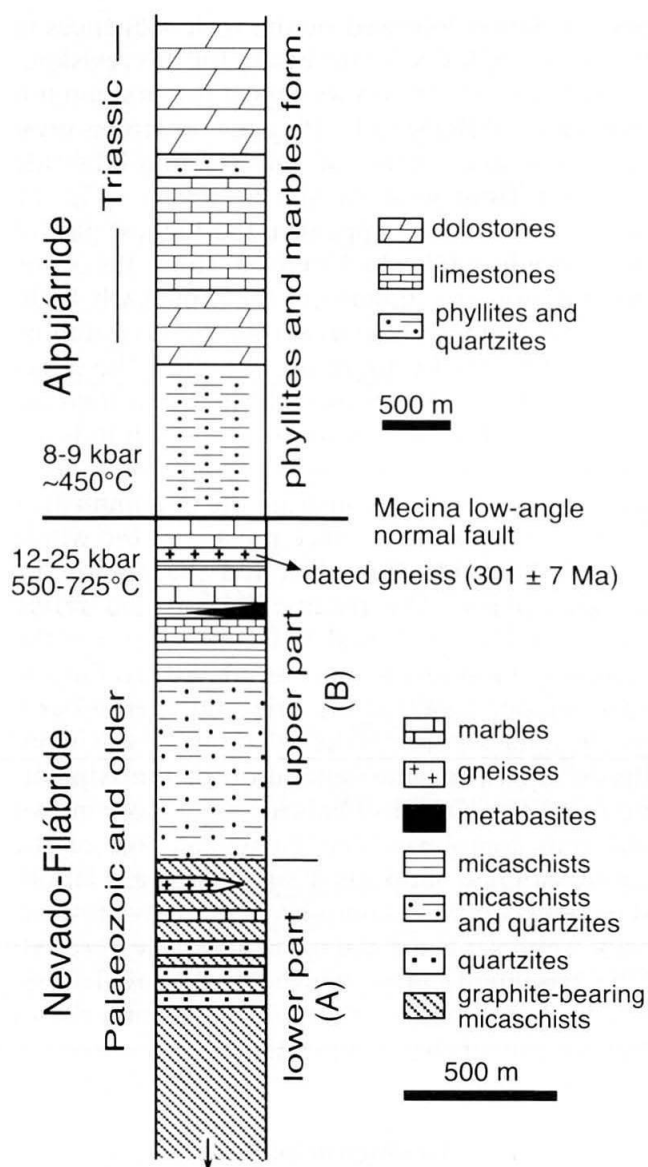 Triassic
Alpujárride
phyllites and marbles form.
dolostones
limestones
phyllites and
quartzites
500 m
8-9 kbar
~450°C
Mecina low-angle
normal fault
12-25 kbar
550-725°C
dated gneiss (301 ± 7 Ma)
Nevado-Filábride
Palaeozoic and older
upper part
(B)
lower part
(A)
marbles
gneisses
metabasites
micaschists
micaschists
and quartzites
quartzites
graphite-bearing
micaschists
500 m